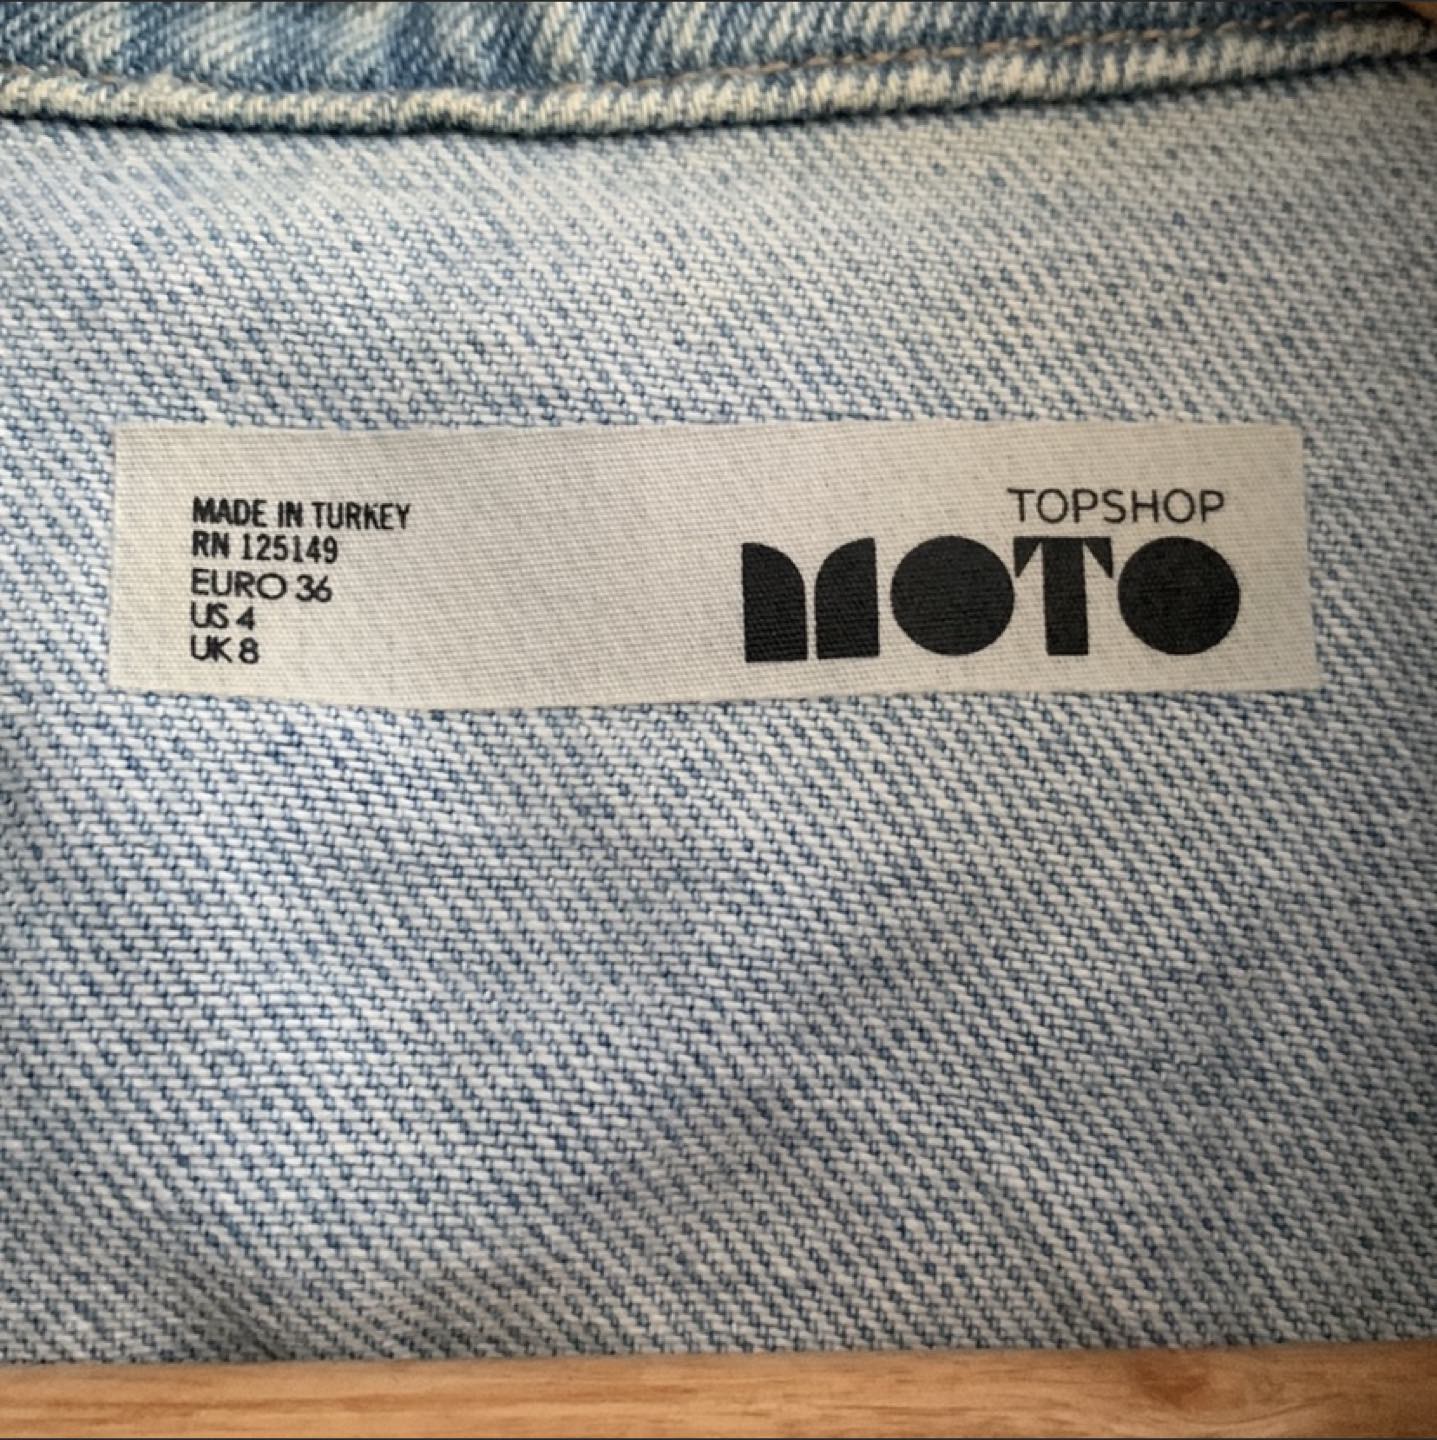 MADE IN TURKEY
RN 125149
EURO 36
US 4
UK 8
TOPSHOP
MOTO